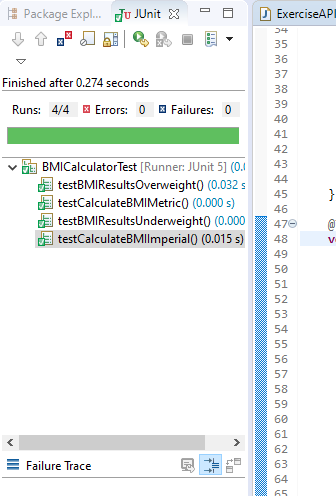 Package Expl...
JUnit
ExerciseAPI
Finished after 0.274 seconds
Runs: 4/4 Errors: 0 Failures: 0
BMICalculatorTest [Runner: JUnit 5] (0.0
testBMIResultsOverweight() (0.032 s)
testCalculateBMIMetric() (0.000 s)
testBMIResultsUnderweight() (0.000
testCalculateBMIImperial() (0.015 s)
Failure Trace
34
35
36
37
38
39
40
41
42
43
44
45 }
46
47 @
48 vo
49
50
51
52
53
54
55
56
57
58
59
60
61
62
63
64
65